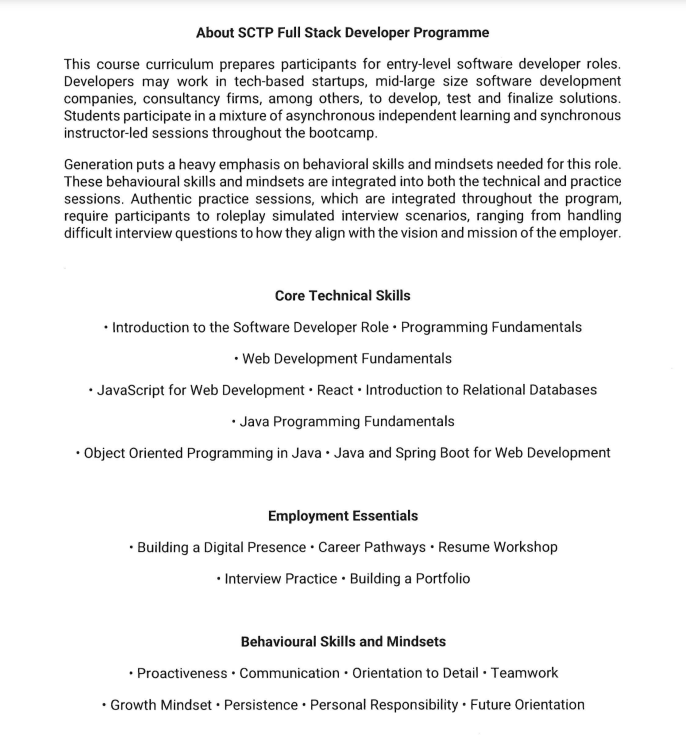 About SCTP Full Stack Developer Programme
This course curriculum prepares participants for entry-level software developer roles.
Developers may work in tech-based startups, mid-large size software development
companies, consultancy firms, among others, to develop, test and finalize solutions.
Students participate in a mixture of asynchronous independent learning and synchronous
instructor-led sessions throughout the bootcamp.
Generation puts a heavy emphasis on behavioral skills and mindsets needed for this role.
These behavioural skills and mindsets are integrated into both the technical and practice
sessions. Authentic practice sessions, which are integrated throughout the program,
require participants to roleplay simulated interview scenarios, ranging from handling
difficult interview questions to how they align with the vision and mission of the employer.
Core Technical Skills
• Introduction to the Software Developer Role • Programming Fundamentals
• Web Development Fundamentals
• JavaScript for Web Development • React • Introduction to Relational Databases
• Java Programming Fundamentals
• Object Oriented Programming in Java • Java and Spring Boot for Web Development
Employment Essentials
• Building a Digital Presence • Career Pathways • Resume Workshop
• Interview Practice • Building a Portfolio
Behavioural Skills and Mindsets
• Proactiveness • Communication • Orientation to Detail • Teamwork
• Growth Mindset • Persistence • Personal Responsibility • Future Orientation